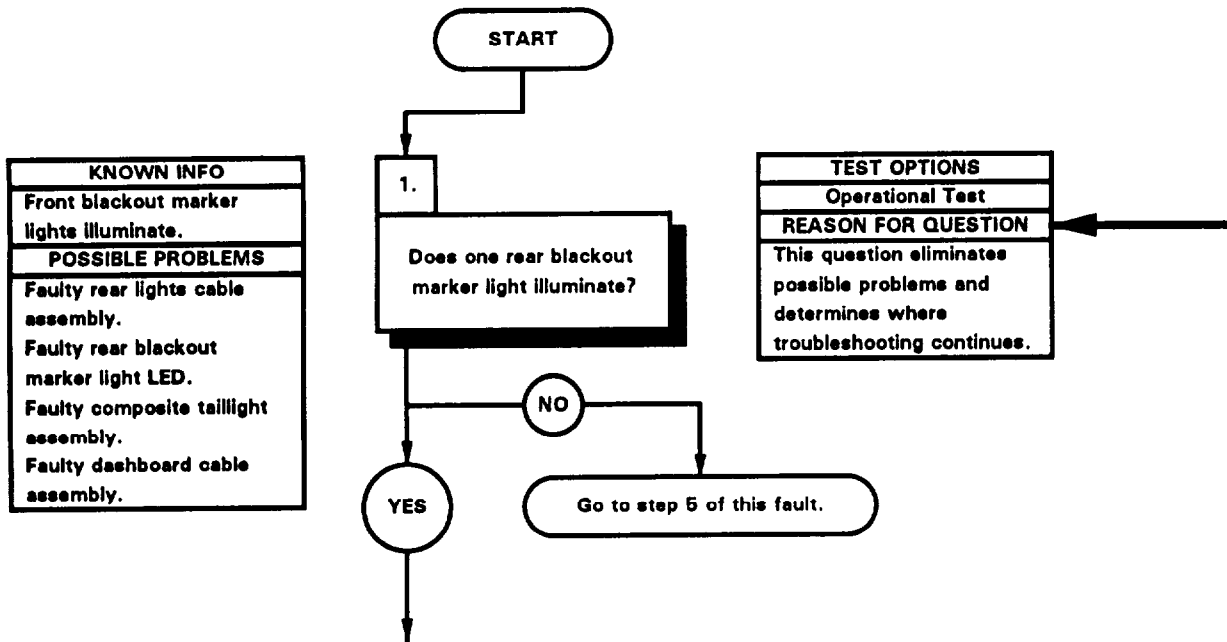 START
KNOWN INFO
Front blackout marker
lights illuminate.
POSSIBLE PROBLEMS
Faulty rear lights cable
assembly.
Faulty rear blackout
marker light LED.
Faulty composite taillight
assembly.
Faulty dashboard cable
assembly.
1.
Does one rear blackout
marker light illuminate?
TEST OPTIONS
Operational Test
REASON FOR QUESTION
This question eliminates
possible problems and
determines where
troubleshooting continues.
NO
YES
Go to step 5 of this fault.